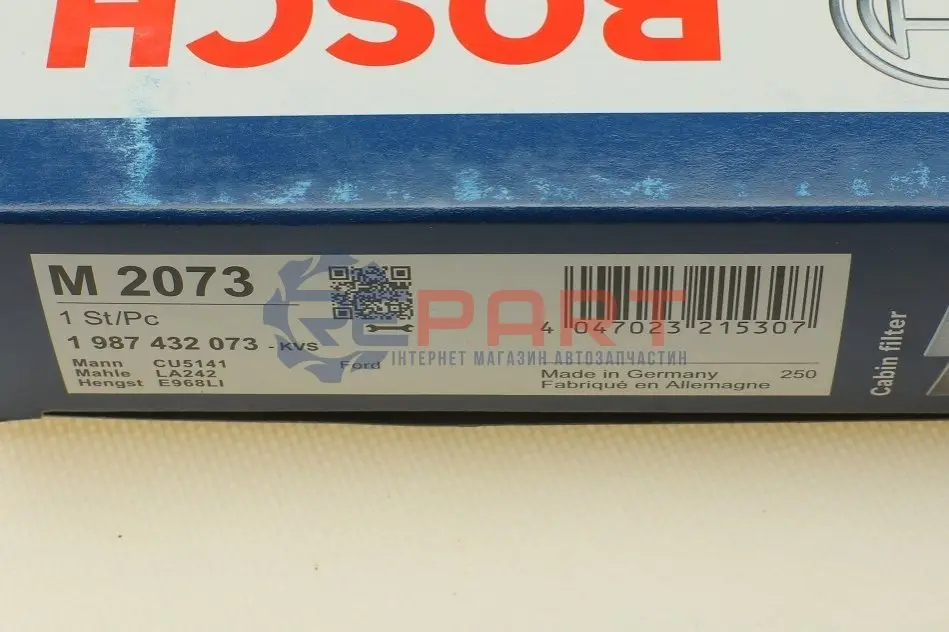 BOSCH
M 2073
1 St/Pc
1 987 432 073 - KVS
Mann CU5141
Mahle LA242
Hengst E968LI
Ford
4 047023 215307
Made in Germany
Fabriqué en Allemagne
250
Cabin filter
REPART
ІНТЕРНЕТ МАГАЗИН АВТОЗАПЧАСТИН